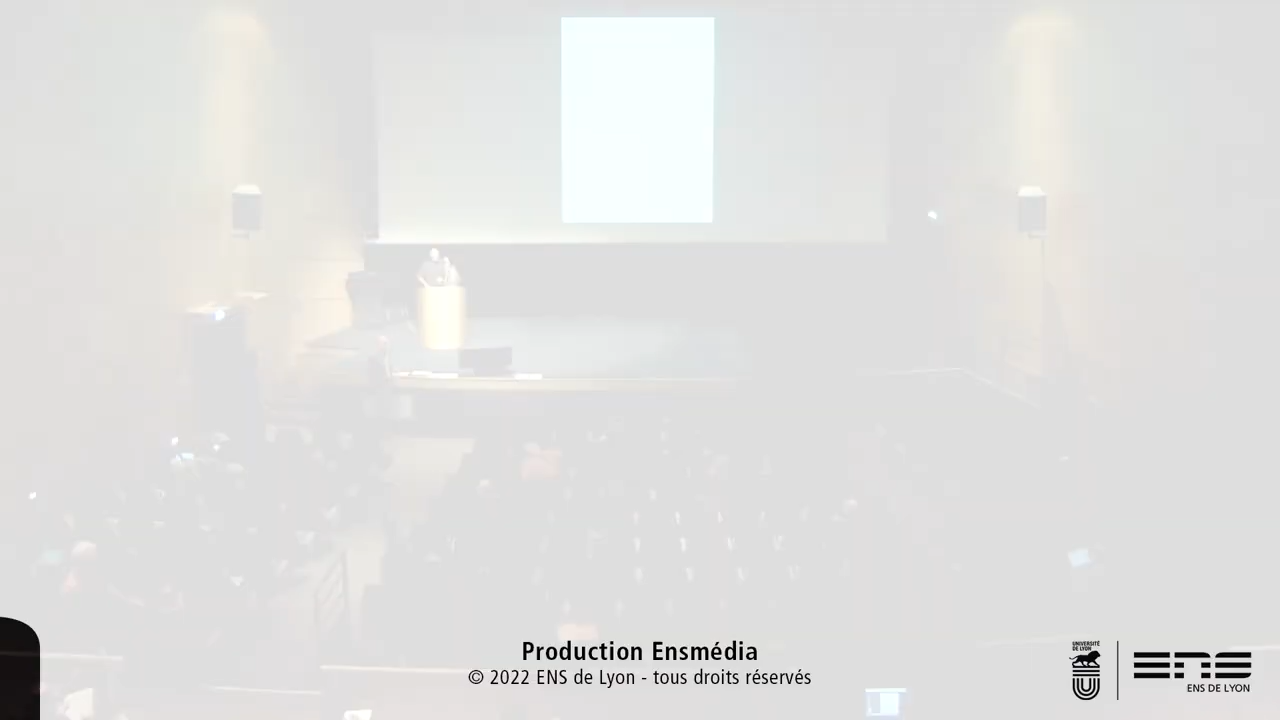 Production Ensmédia
© 2022 ENS de Lyon - tous droits réservés
UNIVERSITÉ
DE LYON
ens
ENS DE LYON